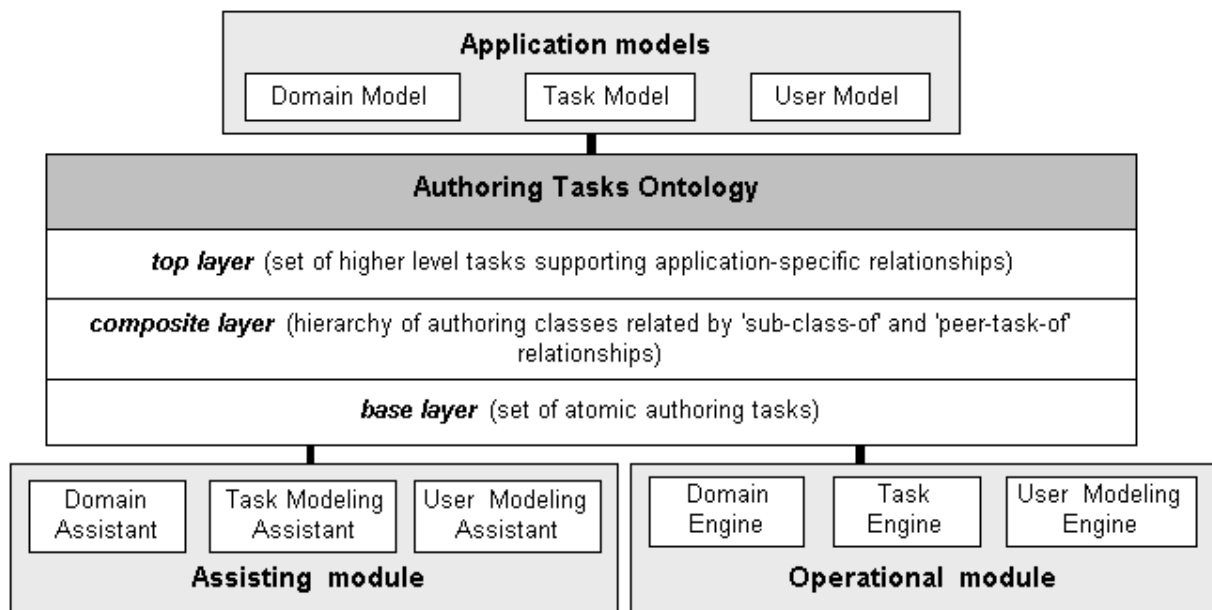 Application models
Domain Model
Task Model
User Model
Authoring Tasks Ontology
top layer (set of higher level tasks supporting application-specific relationships)
composite layer (hierarchy of authoring classes related by 'sub-class-of' and 'peer-task-of'
relationships)
base layer (set of atomic authoring tasks)
Domain
Assistant
Task Modeling
Assistant
User Modeling
Assistant
Assisting module
Domain
Engine
Task
Engine
User Modeling
Engine
Operational module